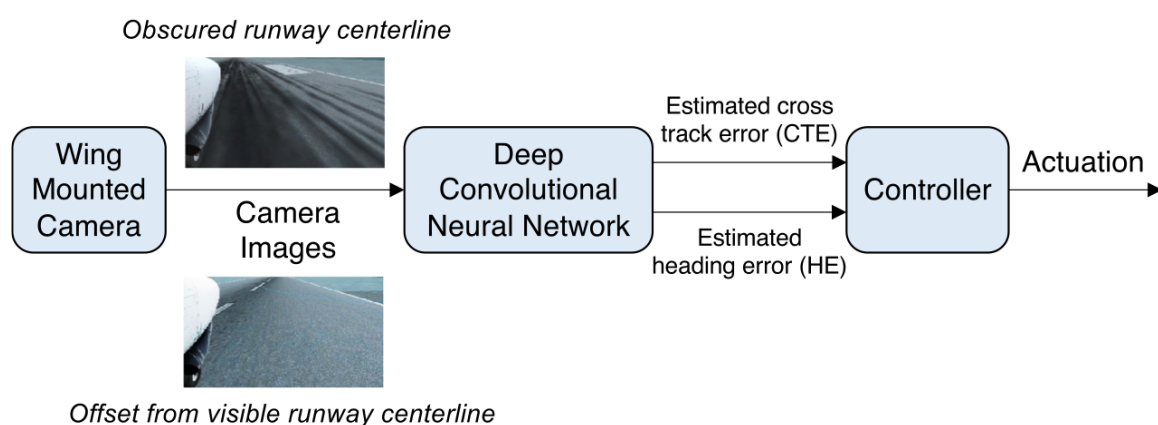 Obscured runway centerline
Wing
Mounted
Camera
Camera
Images
Deep
Convolutional
Neural Network
Estimated cross
track error (CTE)
Estimated
heading error (HE)
Controller
Actuation
Offset from visible runway centerline